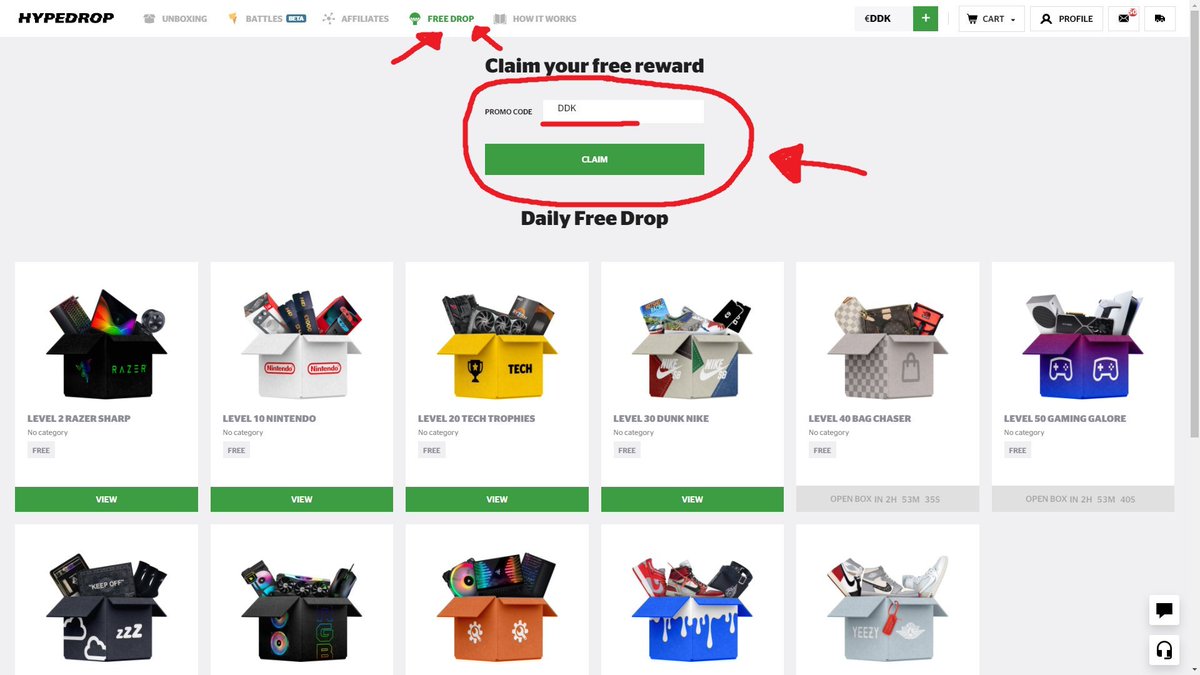 HYPEDROP
UNBOXING
BATTLES BETA
AFFILIATES
FREE DROP
HOW IT WORKS
€DDK
+
CART
PROFILE
Claim your free reward
PROMO CODE
DDK
CLAIM
Daily Free Drop
RAZER
Nintendo Nintendo
TECH
LEVEL 2 RAZER SHARP
No category
FREE
VIEW
LEVEL 10 NINTENDO
No category
FREE
VIEW
LEVEL 20 TECH TROPHIES
No category
FREE
VIEW
LEVEL 30 DUNK NIKE
No category
FREE
VIEW
LEVEL 40 BAG CHASER
No category
FREE
OPEN BOX IN 2H 53M 35S
LEVEL 50 GAMING GALORE
No category
FREE
OPEN BOX IN 2H 53M 40S
"KEEP OFF"
zzZ
RGB
YEEZY